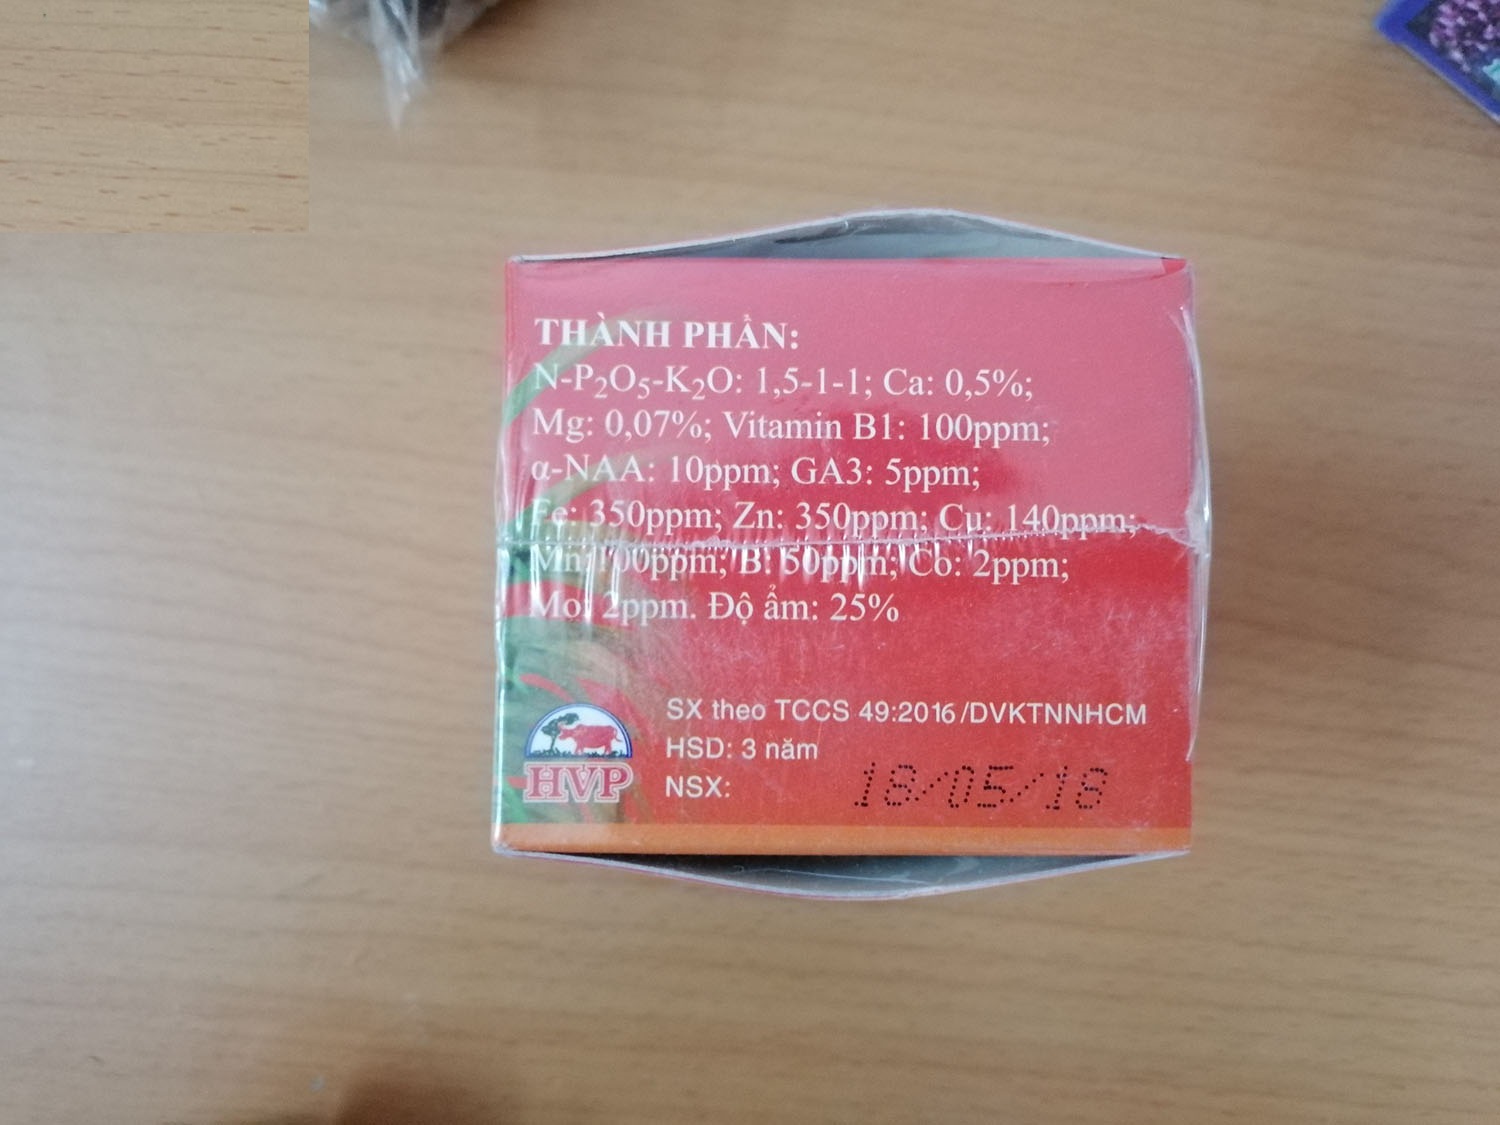 THÀNH PHẦN:
N-P₂O₅-K₂O: 1,5-1-1; Ca: 0,5%;
Mg: 0,07%; Vitamin B1: 100ppm;
α-NAA: 10ppm; GA3: 5ppm;
Fe: 350ppm; Zn: 350ppm; Cu: 140ppm;
Mn: B: 50ppm; Co: 2ppm;
Mo: 2ppm. Độ ẩm: 25%
SX theo TCCS 49:2016/DVKTNNHCM
HSD: 3 năm
HVP
NSX: 18/05/18